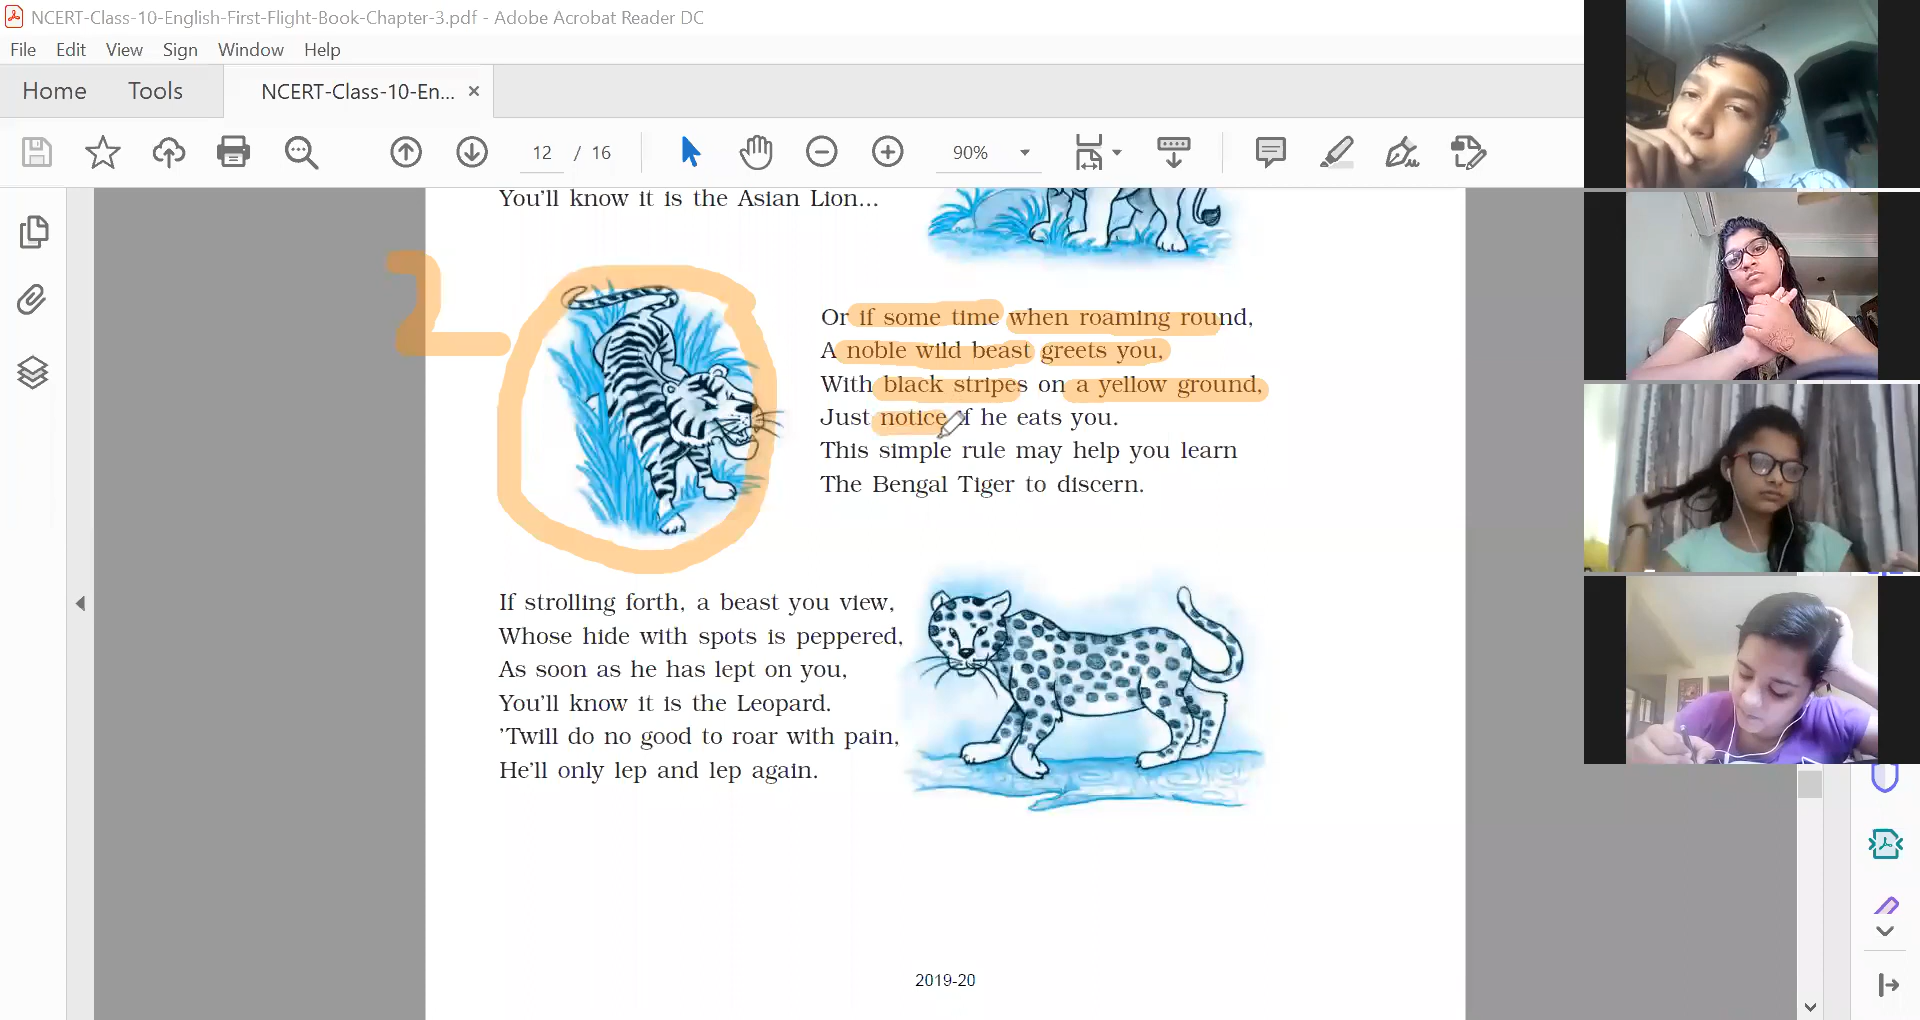 NCERT-Class-10-English-First-Flight-Book-Chapter-3.pdf - Adobe Acrobat Reader DC
File Edit View Sign Window Help
Home Tools NCERT-Class-10-En... ×
12 / 16 90%
You'll know it is the Asian Lion...
2
Or if some time when roaming round,
A noble wild beast greets you,
With black stripes on a yellow ground,
Just notice if he eats you.
This simple rule may help you learn
The Bengal Tiger to discern.
If strolling forth, a beast you view,
Whose hide with spots is peppered,
As soon as he has lept on you,
You'll know it is the Leopard.
'Twill do no good to roar with pain,
He'll only lep and lep again.
2019-20